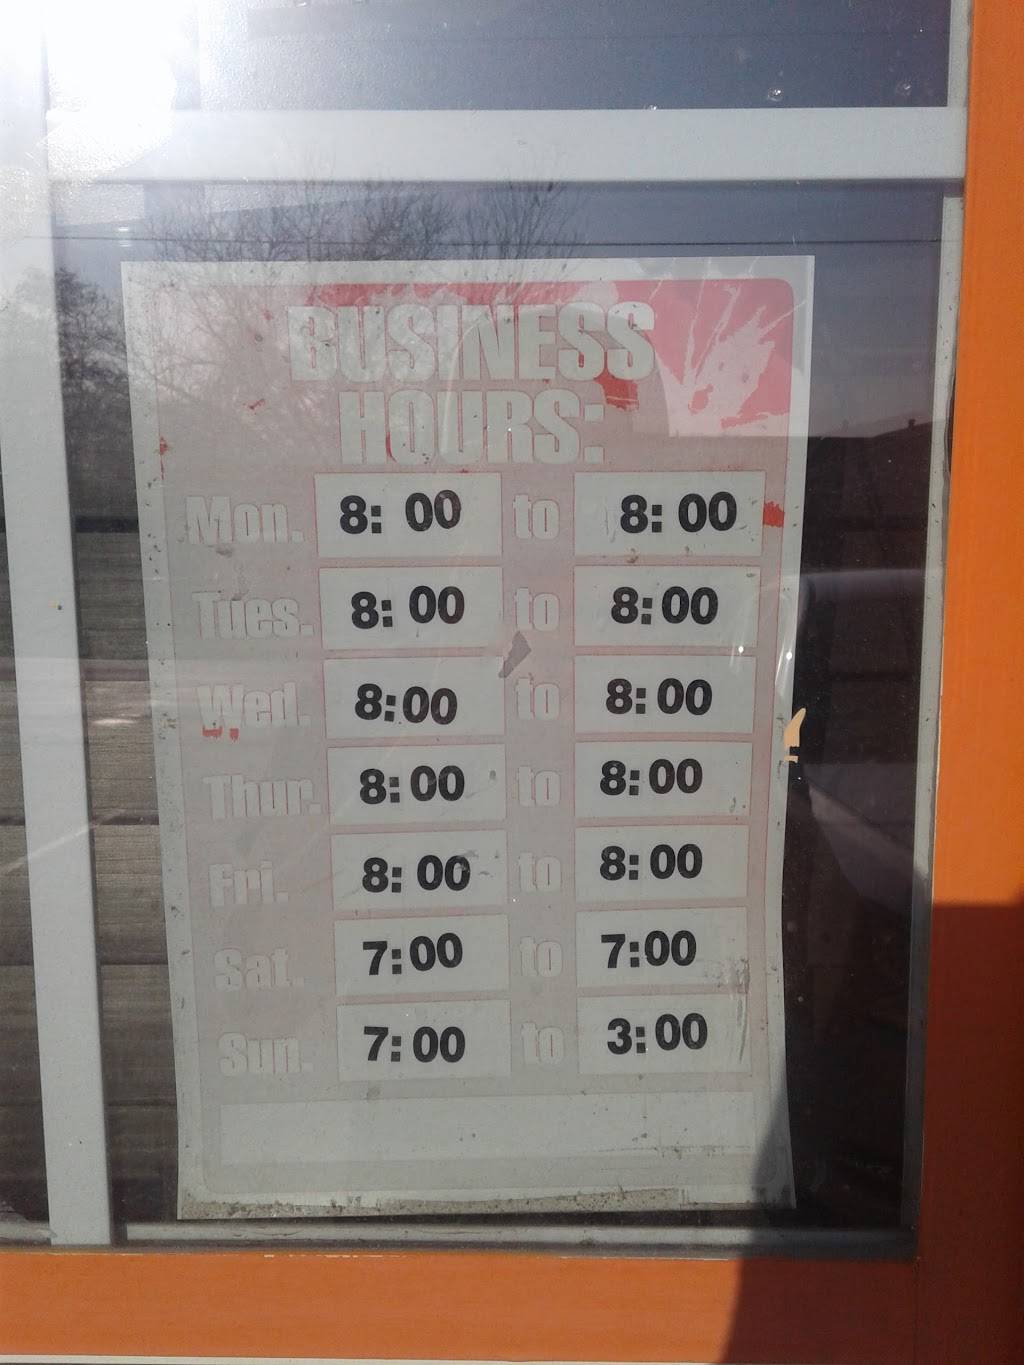 BUSINESS
HOURS:
Mon. 8: 00 to 8: 00
Tues. 8: 00 to 8:00
Wed. 8:00 to 8:00
Thur. 8:00 to 8:00
Fri. 8: 00 to 8:00
Sat. 7:00 to 7:00
Sun. 7:00 to 3:00